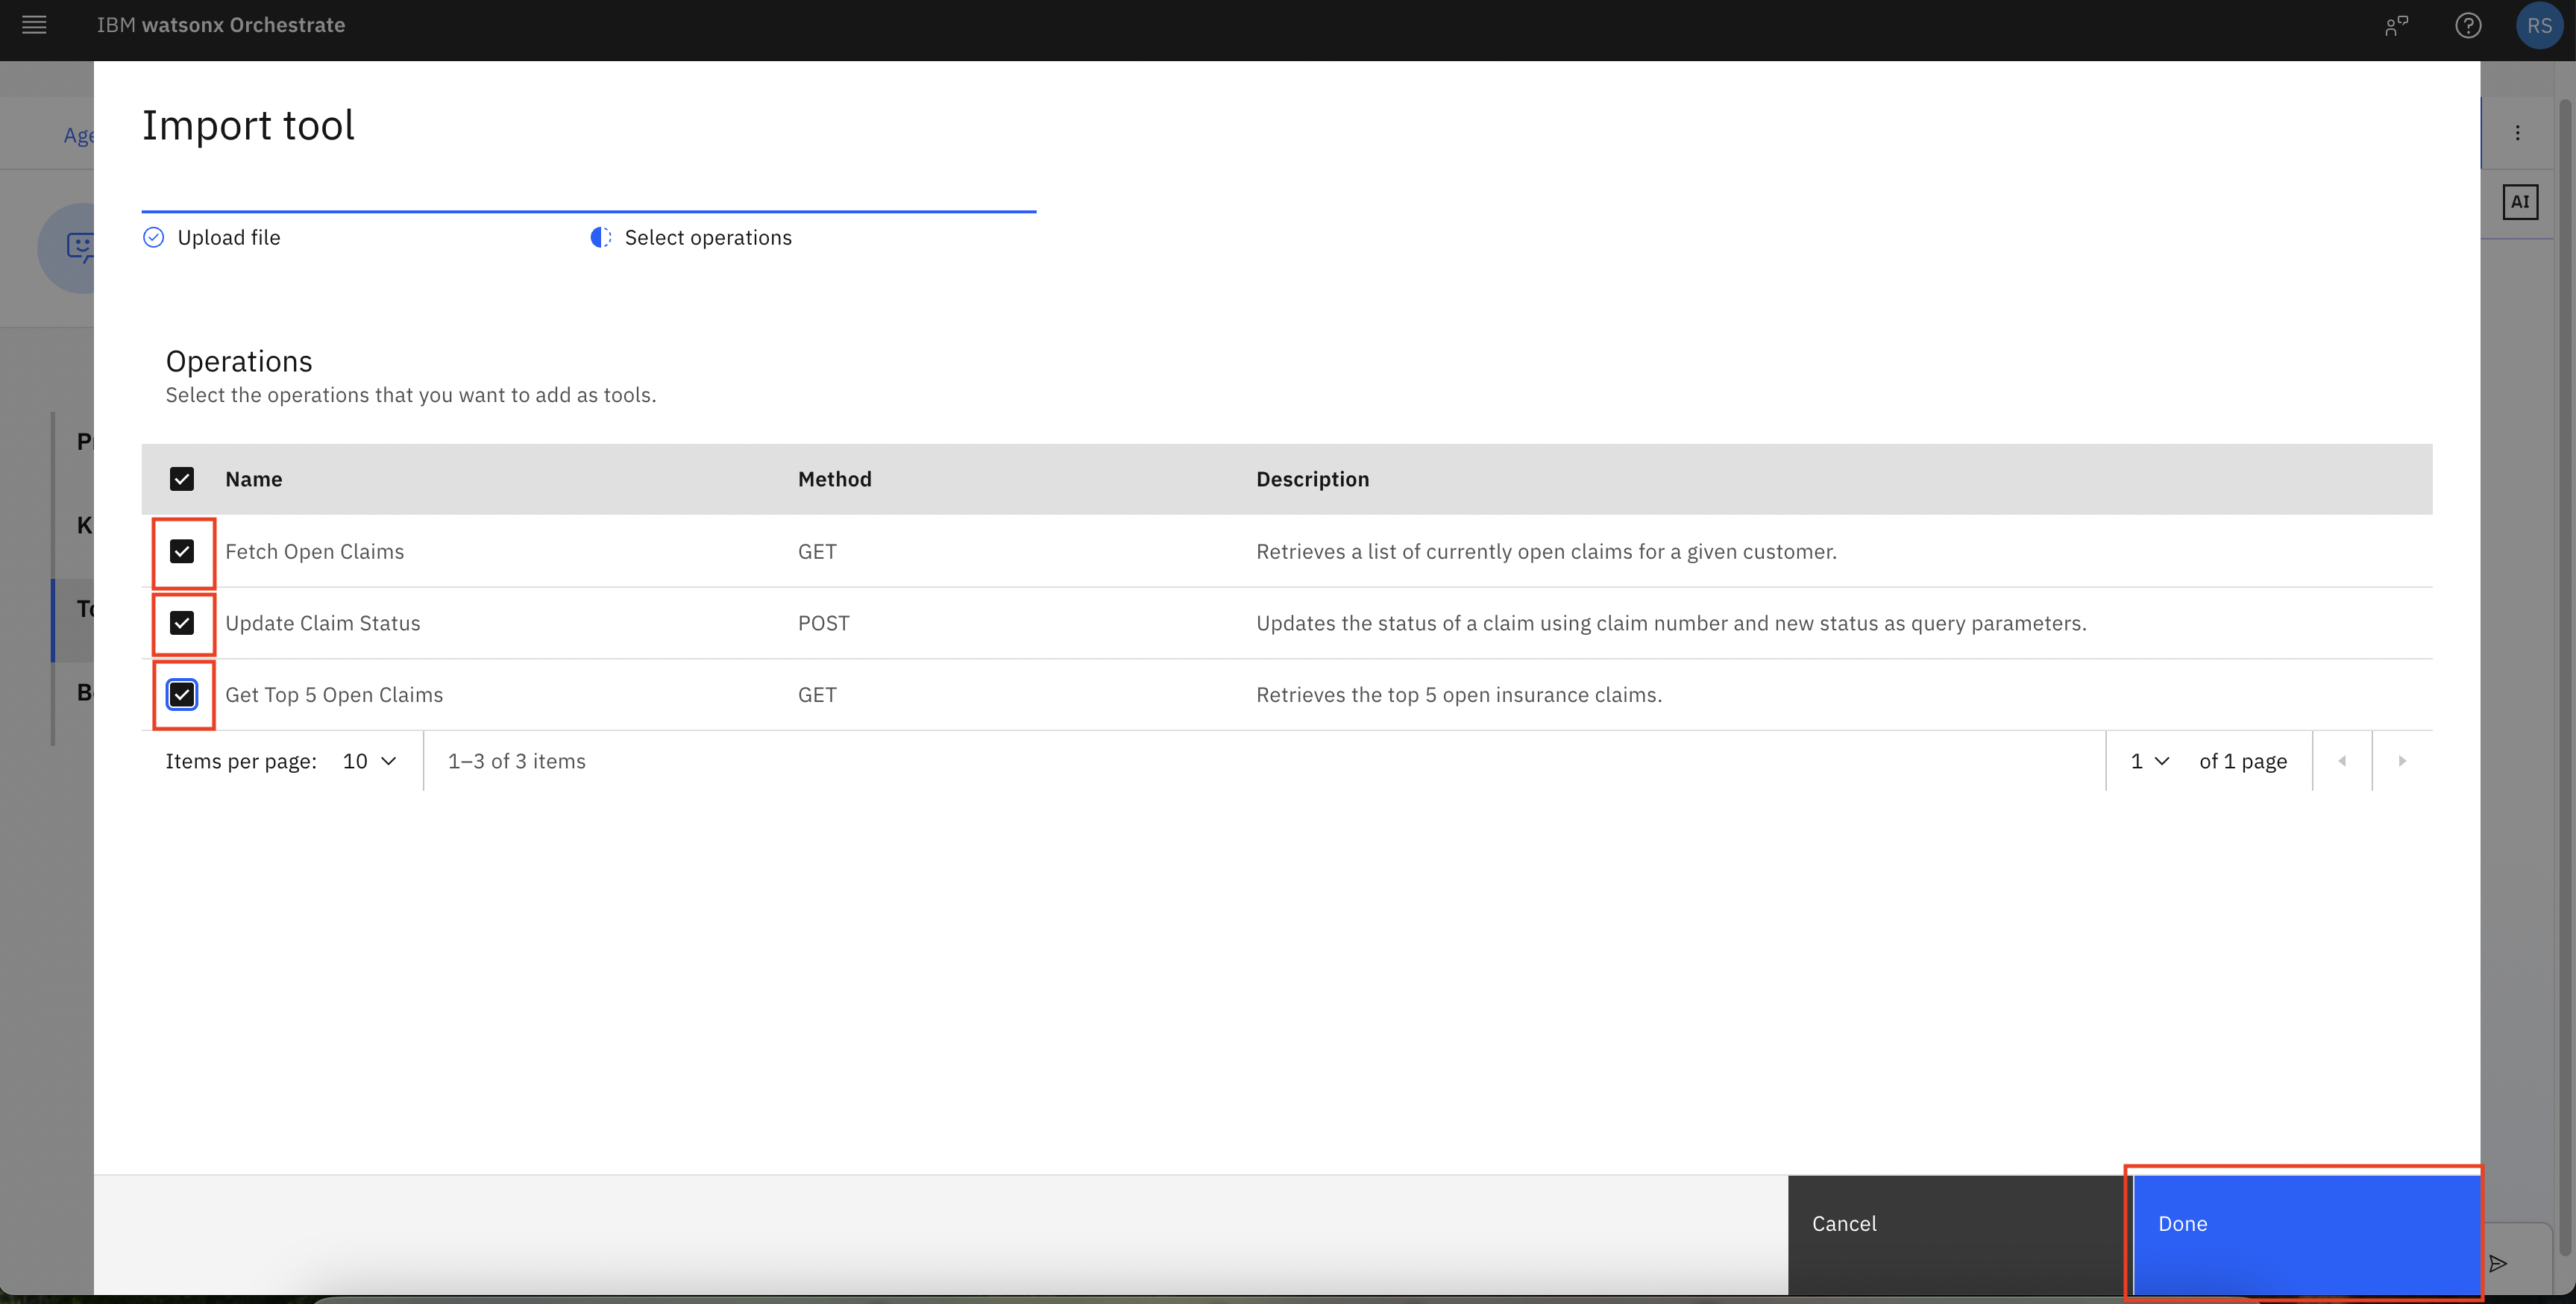 IBM watsonx Orchestrate
RS
Import tool
Age
AI
Upload file
Select operations
Operations
Select the operations that you want to add as tools.
Name Method Description
Fetch Open Claims GET Retrieves a list of currently open claims for a given customer.
Update Claim Status POST Updates the status of a claim using claim number and new status as query parameters.
Get Top 5 Open Claims GET Retrieves the top 5 open insurance claims.
Items per page: 10 1–3 of 3 items 1 of 1 page
Cancel Done